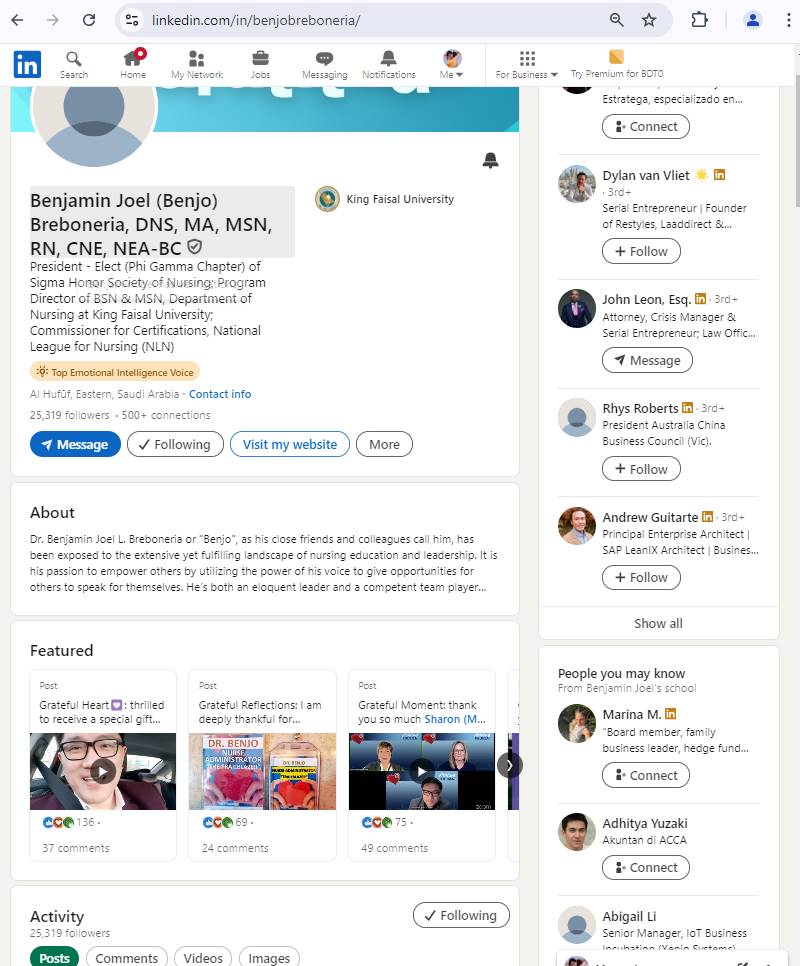 linkedin.com/in/benjobreboneria/
in
Search
Home
My Network
Jobs
Messaging
Notifications
Me
For Business
Try Premium for BDT0
Benjamin Joel (Benjo)
Breboneria, DNS, MA, MSN,
RN, CNE, NEA-BC
King Faisal University
President - Elect (Phi Gamma Chapter) of
Sigma Honor Society of Nursing; Program
Director of BSN & MSN, Department of
Nursing at King Faisal University;
Commissioner for Certifications, National
League for Nursing (NLN)
Top Emotional Intelligence Voice
Al Hufūf, Eastern, Saudi Arabia · Contact info
25,319 followers · 500+ connections
Message
Following
Visit my website
More
About
Dr. Benjamin Joel L. Breboneria or "Benjo", as his close friends and colleagues call him, has
been exposed to the extensive yet fulfilling landscape of nursing education and leadership. It is
his passion to empower others by utilizing the power of his voice to give opportunities for
others to speak for themselves. He's both an eloquent leader and a competent team player...
Featured
Post
Grateful Heart : thrilled
to receive a special gift...
136 ·
37 comments
Post
Grateful Reflections: I am
deeply thankful for...
DR. BENJO
NURSE
ADMINISTRATOR
69 ·
24 comments
Post
Grateful Moment: thank
you so much Sharon (M...
zoom
75 ·
49 comments
Activity
25,319 followers
Following
Posts
Comments
Videos
Images
Estratega, especializado en...
Connect
Dylan van Vliet in
· 3rd+
Serial Entrepreneur | Founder
of Restyles, Laaddirect &...
+ Follow
John Leon, Esq. in · 3rd+
Attorney, Crisis Manager &
Serial Entrepreneur; Law Offic...
Message
Rhys Roberts in · 3rd+
President Australia China
Business Council (Vic).
+ Follow
Andrew Guitarte in · 3rd+
Principal Enterprise Architect |
SAP LeanIX Architect | Busines...
+ Follow
Show all
People you may know
From Benjamin Joel's school
Marina M. in
"Board member, family
business leader, hedge fund...
Connect
Adhitya Yuzaki
Akuntan di ACCA
Connect
Abigail Li
Senior Manager, IoT Business
Incubation (Xenio Systems)